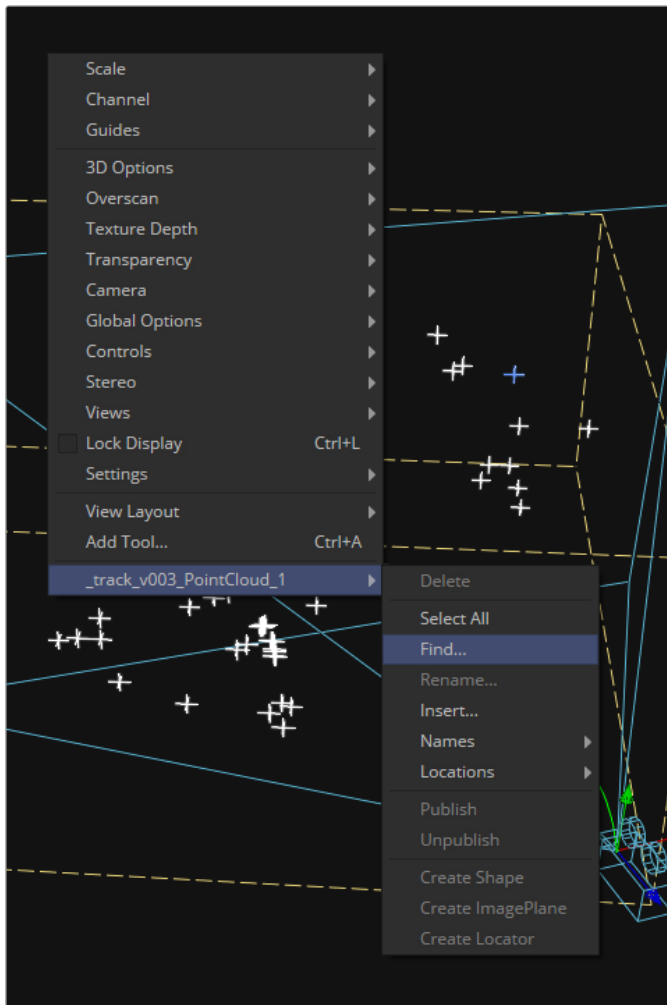 Scale
Channel
Guides
3D Options
Overscan
Texture Depth
Transparency
Camera
Global Options
Controls
Stereo
Views
Lock Display Ctrl+L
Settings
View Layout
Add Tool... Ctrl+A
_track_v003_PointCloud_1
Delete
Select All
Find...
Rename...
Insert...
Names
Locations
Publish
Unpublish
Create Shape
Create ImagePlane
Create Locator